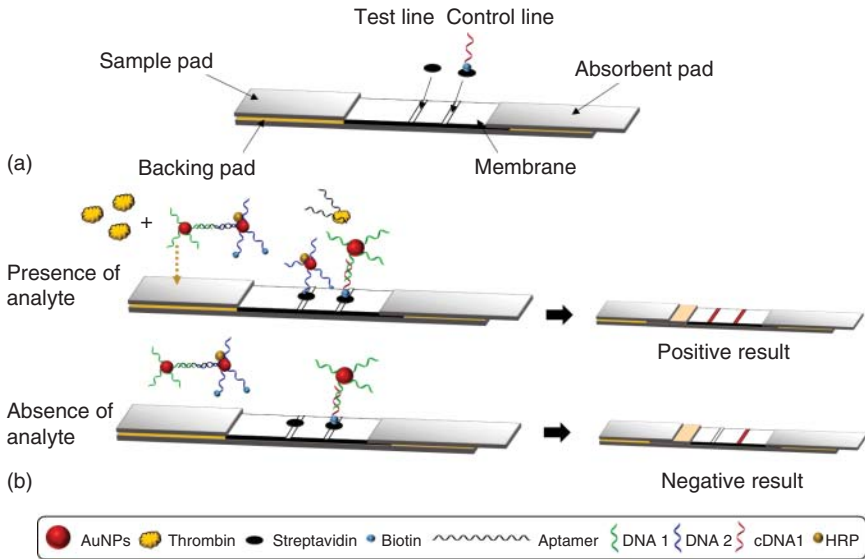 Test line Control line
Sample pad
Absorbent pad
Backing pad
Membrane
(a)
+
Presence of
analyte
Positive result
Absence of
analyte
Negative result
(b)
AuNPs Thrombin Streptavidin Biotin Aptamer DNA 1 DNA 2 cDNA1 HRP